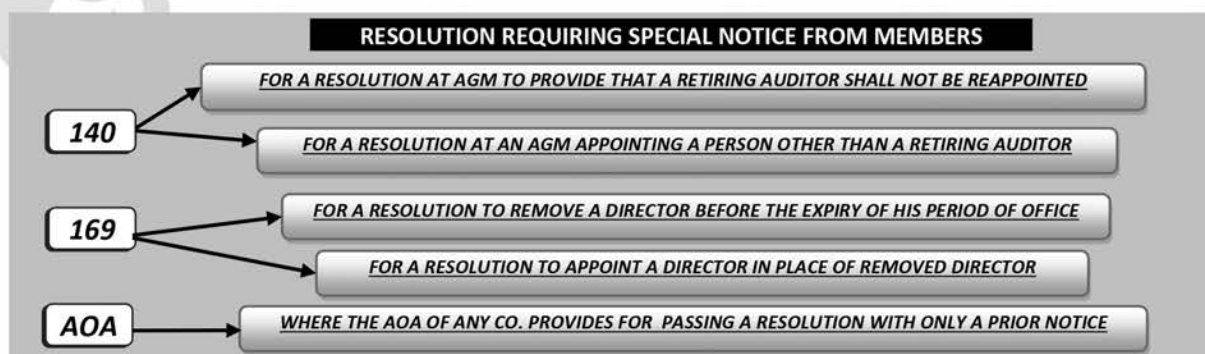 RESOLUTION REQUIRING SPECIAL NOTICE FROM MEMBERS
FOR A RESOLUTION AT AGM TO PROVIDE THAT A RETIRING AUDITOR SHALL NOT BE REAPPOINTED
140
FOR A RESOLUTION AT AN AGM APPOINTING A PERSON OTHER THAN A RETIRING AUDITOR
FOR A RESOLUTION TO REMOVE A DIRECTOR BEFORE THE EXPIRY OF HIS PERIOD OF OFFICE
169
FOR A RESOLUTION TO APPOINT A DIRECTOR IN PLACE OF REMOVED DIRECTOR
AOA
WHERE THE AOA OF ANY CO. PROVIDES FOR PASSING A RESOLUTION WITH ONLY A PRIOR NOTICE